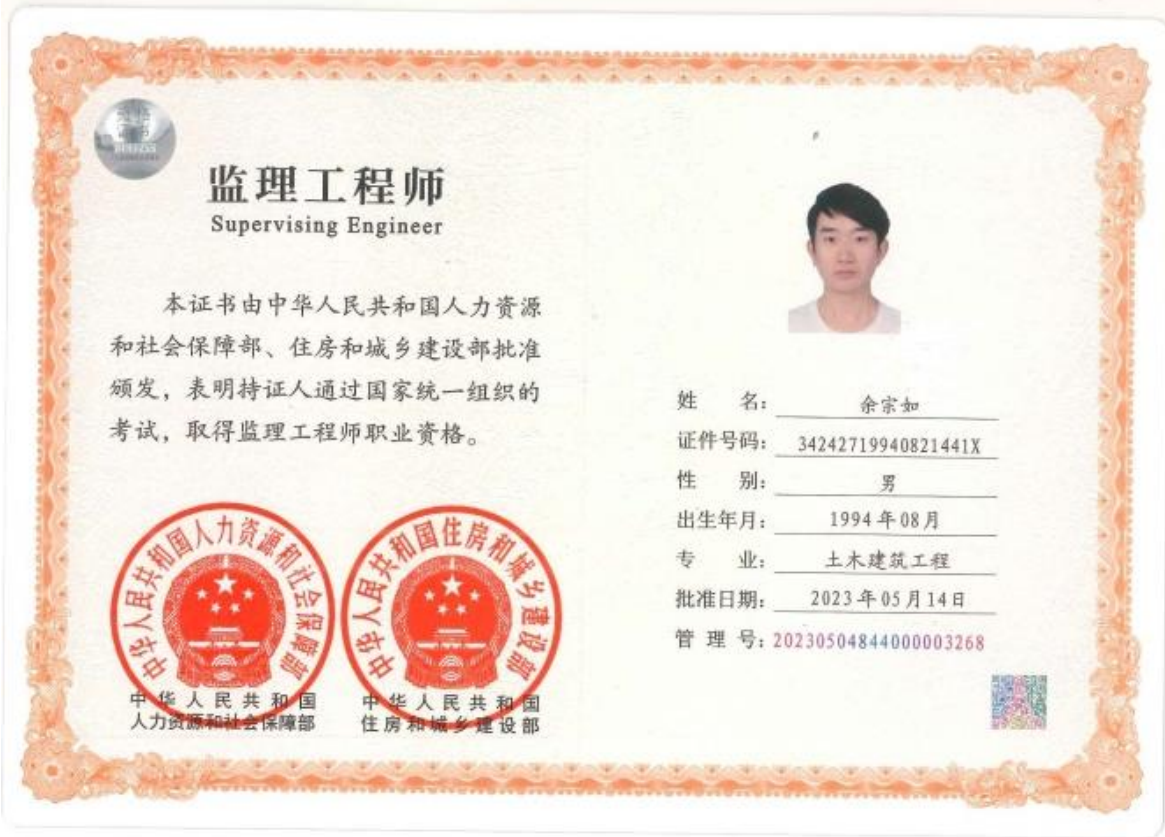 监理工程师
Supervising Engineer
本证书由中华人民共和国人力资源
和社会保障部、住房和城乡建设部批准
颁发，表明持证人通过国家统一组织的
考试，取得监理工程师职业资格。
中华人民共和国人力资源和社会保障部
中华人民共和国住房和城乡建设部
中华人民共和国
人力资源和社会保障部
中华人民共和国
住房和城乡建设部
姓 名：余宗如
证件号码：34242719940821441X
性 别：男
出生年月：1994年08月
专 业：土木建筑工程
批准日期：2023年05月14日
管 理 号：20230504844000003268